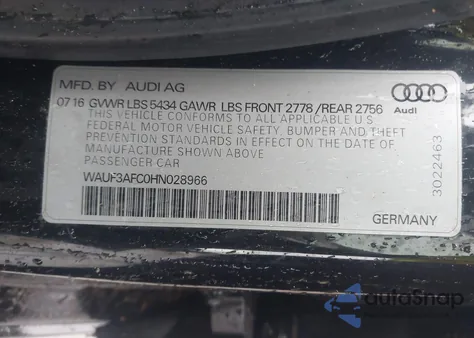 MFD. BY AUDI AG
07 16 GVWR LBS 5434 GAWR LBS FRONT 2778 /REAR 2756
THIS VEHICLE CONFORMS TO ALL APPLICABLE U S
FEDERAL MOTOR VEHICLE SAFETY, BUMPER AND THEFT
PREVENTION STANDARDS IN EFFECT ON THE DATE OF
MANUFACTURE SHOWN ABOVE.
PASSENGER CAR
WAUF3AFC0HN028966
Audi
3022463
GERMANY
autoSnap